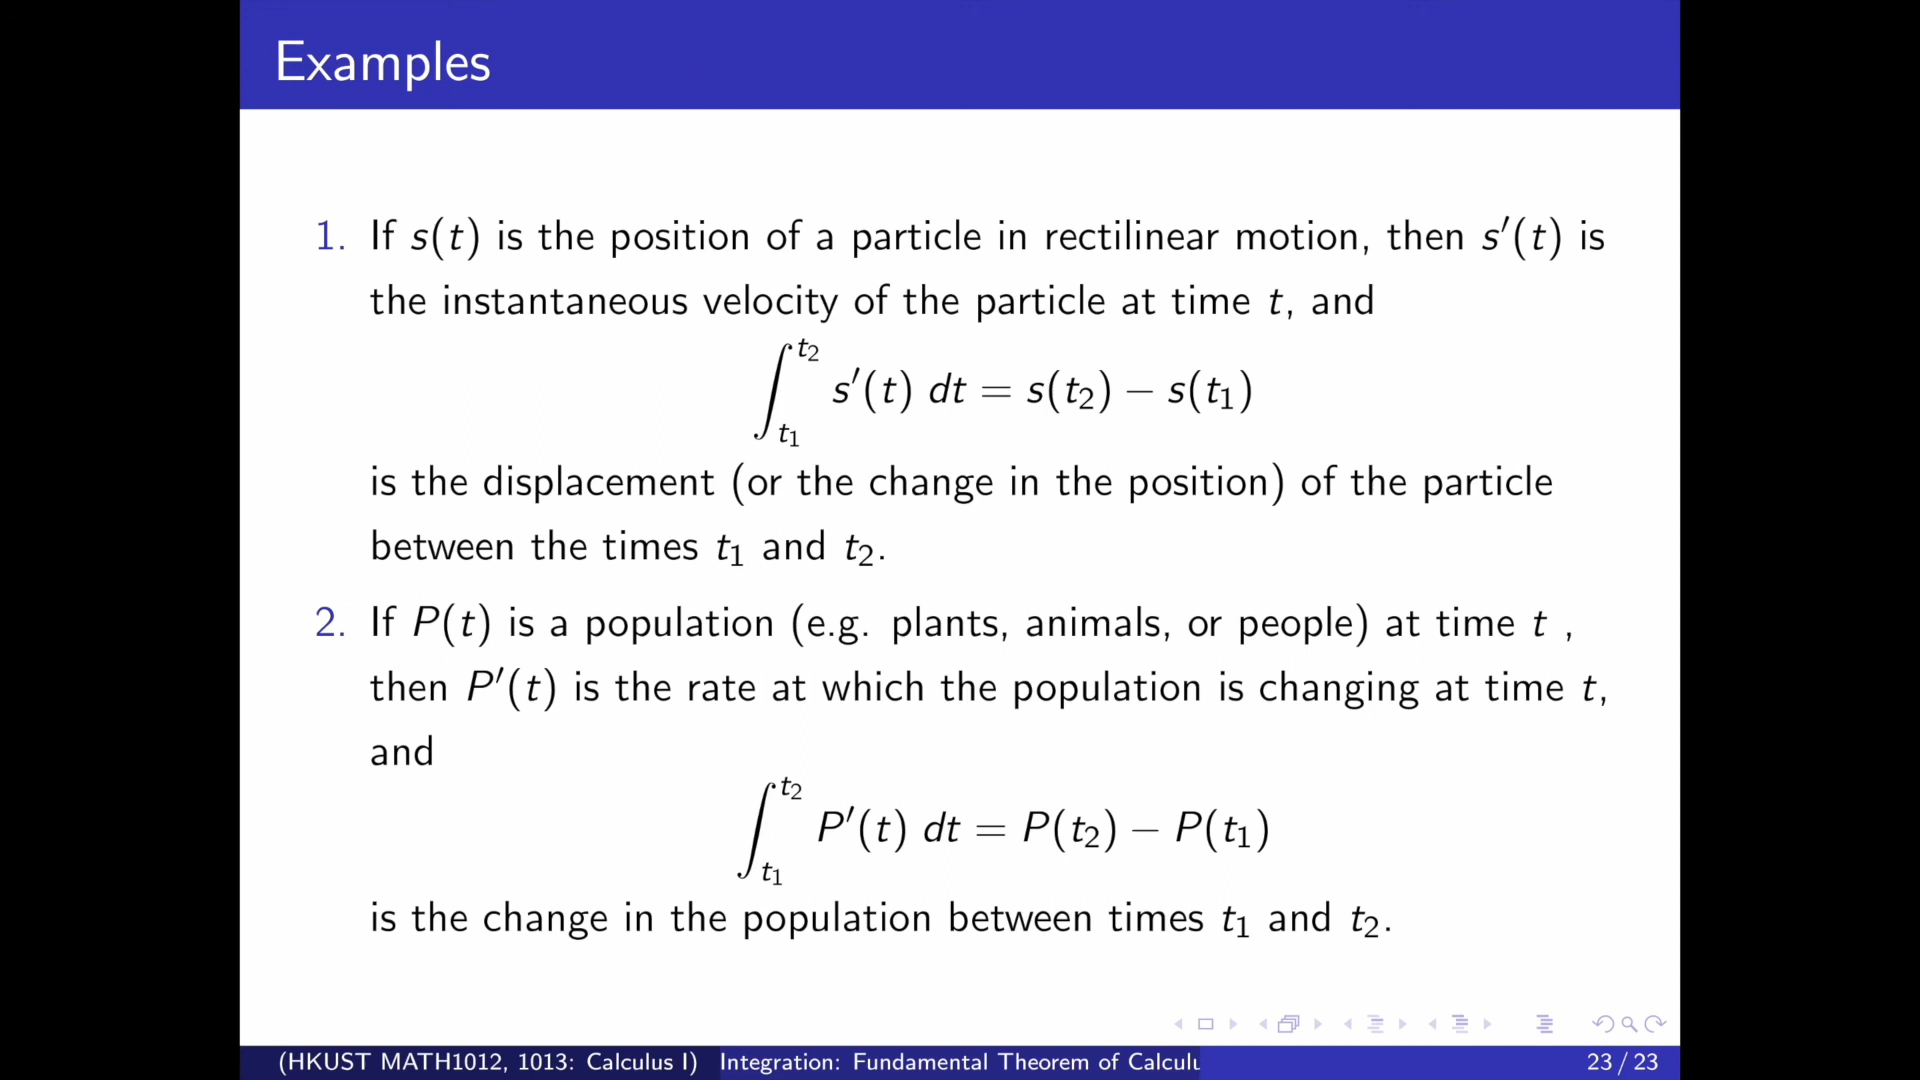 Examples
1. If s(t) is the position of a particle in rectilinear motion, then s′(t) is
the instantaneous velocity of the particle at time t, and
∫_{t₁}^{t₂} s′(t) dt = s(t₂) − s(t₁)
is the displacement (or the change in the position) of the particle
between the times t₁ and t₂.
2. If P(t) is a population (e.g. plants, animals, or people) at time t ,
then P′(t) is the rate at which the population is changing at time t,
and
∫_{t₁}^{t₂} P′(t) dt = P(t₂) − P(t₁)
is the change in the population between times t₁ and t₂.
(HKUST MATH1012, 1013: Calculus I) Integration: Fundamental Theorem of Calculu 23 / 23